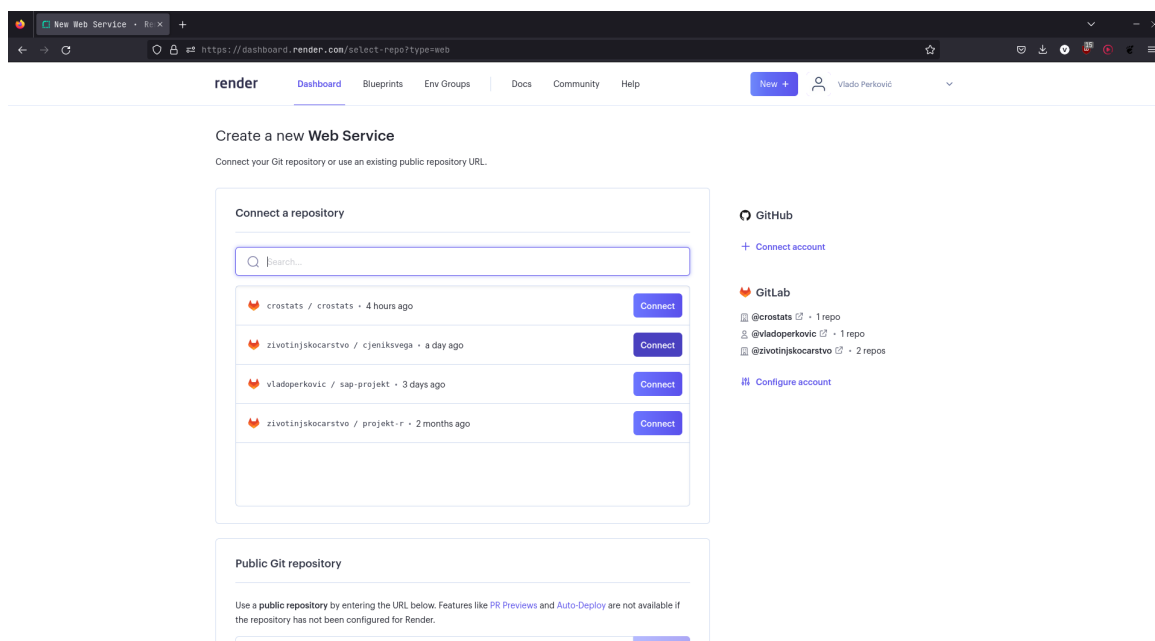 New Web Service · Re
https://dashboard.render.com/select-repo?type=web
15
render
Dashboard
Blueprints
Env Groups
Docs
Community
Help
New +
Vlado Perković
Create a new Web Service
Connect your Git repository or use an existing public repository URL.
Connect a repository
Search...
crostats / crostats • 4 hours ago
Connect
zivotinjskocarstvo / cjeniksvega • a day ago
Connect
vladoperkovic / sap-projekt • 3 days ago
Connect
zivotinjskocarstvo / projekt-r • 2 months ago
Connect
GitHub
+ Connect account
GitLab
@crostats • 1 repo
@vladoperkovic • 1 repo
@zivotinjskocarstvo • 2 repos
Configure account
Public Git repository
Use a public repository by entering the URL below. Features like PR Previews and Auto-Deploy are not available if
the repository has not been configured for Render.